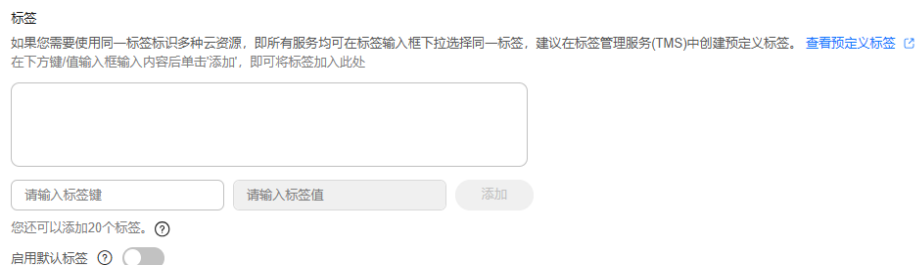 标签
如果您需要使用同一标签标识多种云资源，即所有服务均可在标签输入框下拉选择同一标签，建议在标签管理服务(TMS)中创建预定义标签。 查看预定义标签
在下方键/值输入框输入内容后单击'添加'，即可将标签加入此处
请输入标签键 请输入标签值 添加
您还可以添加20个标签。 ?
启用默认标签 ?